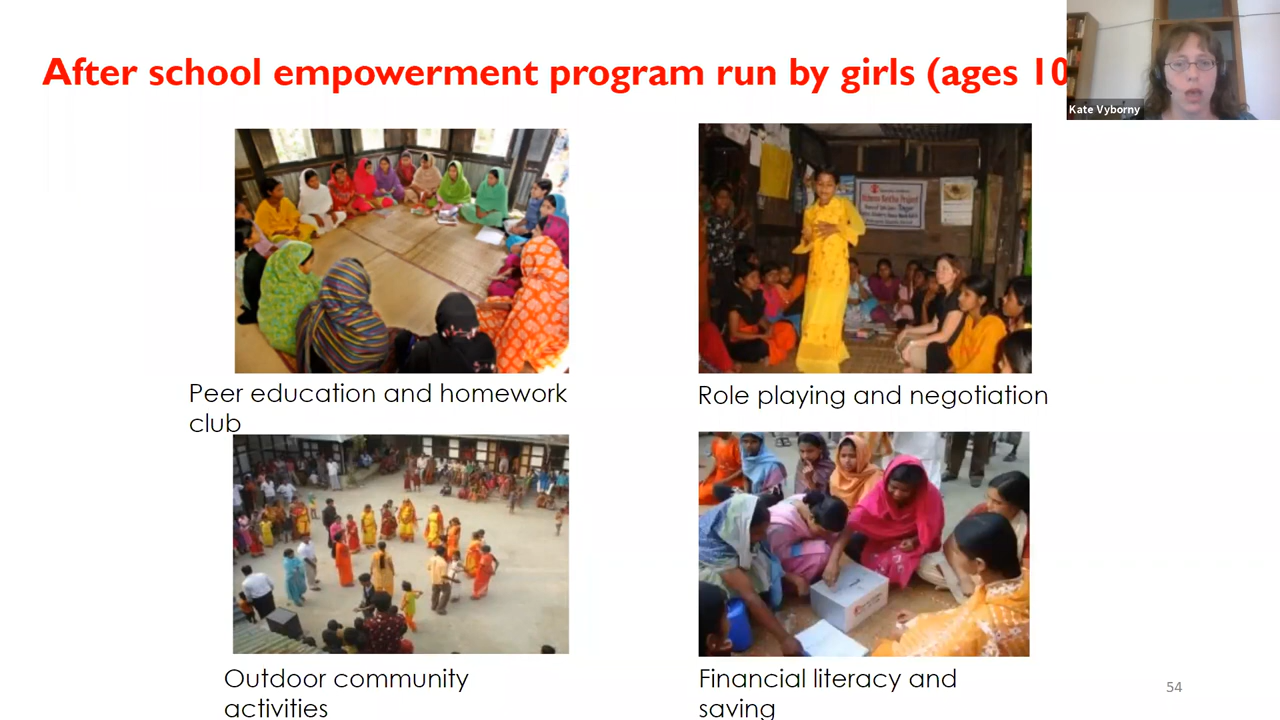 After school empowerment program run by girls (ages 10
Kate Vyborny
Peer education and homework
club
Role playing and negotiation
Outdoor community
activities
Financial literacy and
saving
54